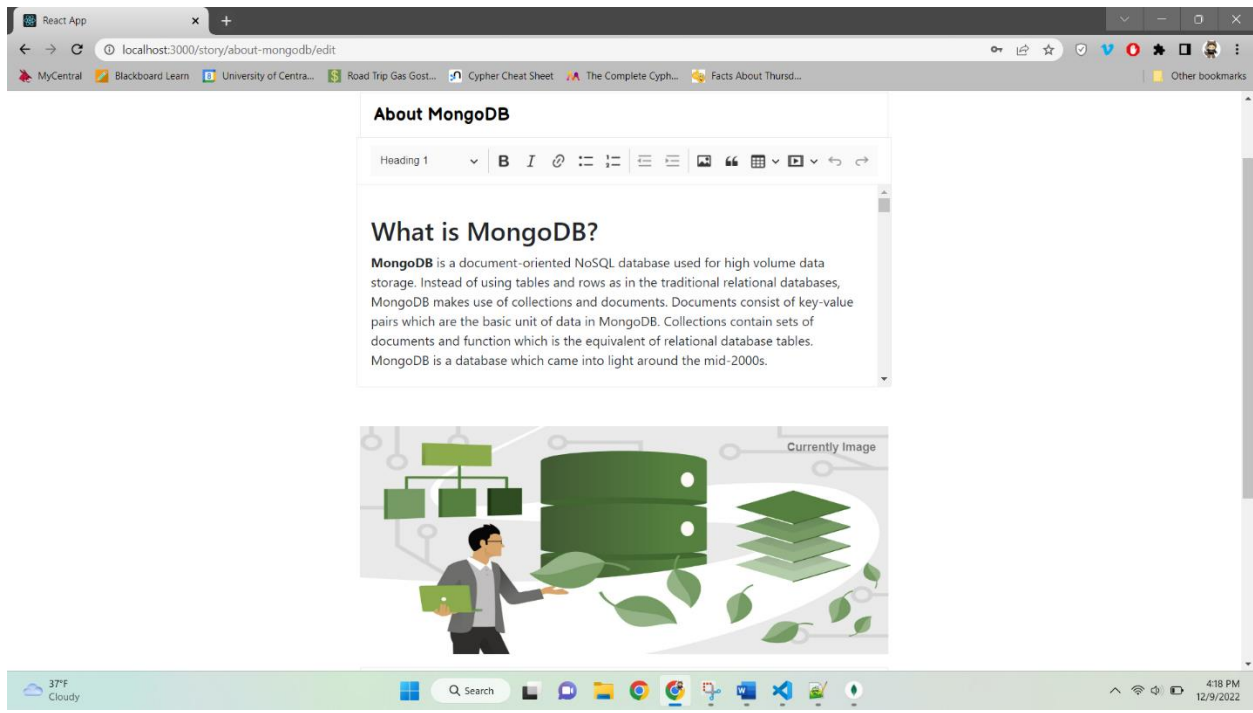 React App
localhost:3000/story/about-mongodb/edit
MyCentral Blackboard Learn University of Centra... Road Trip Gas Gost... Cypher Cheat Sheet The Complete Cyph... Facts About Thursd... Other bookmarks
About MongoDB
Heading 1
What is MongoDB?
MongoDB is a document-oriented NoSQL database used for high volume data
storage. Instead of using tables and rows as in the traditional relational databases,
MongoDB makes use of collections and documents. Documents consist of key-value
pairs which are the basic unit of data in MongoDB. Collections contain sets of
documents and function which is the equivalent of relational database tables.
MongoDB is a database which came into light around the mid-2000s.
Currently Image
37°F
Cloudy
Search
4:18 PM
12/9/2022